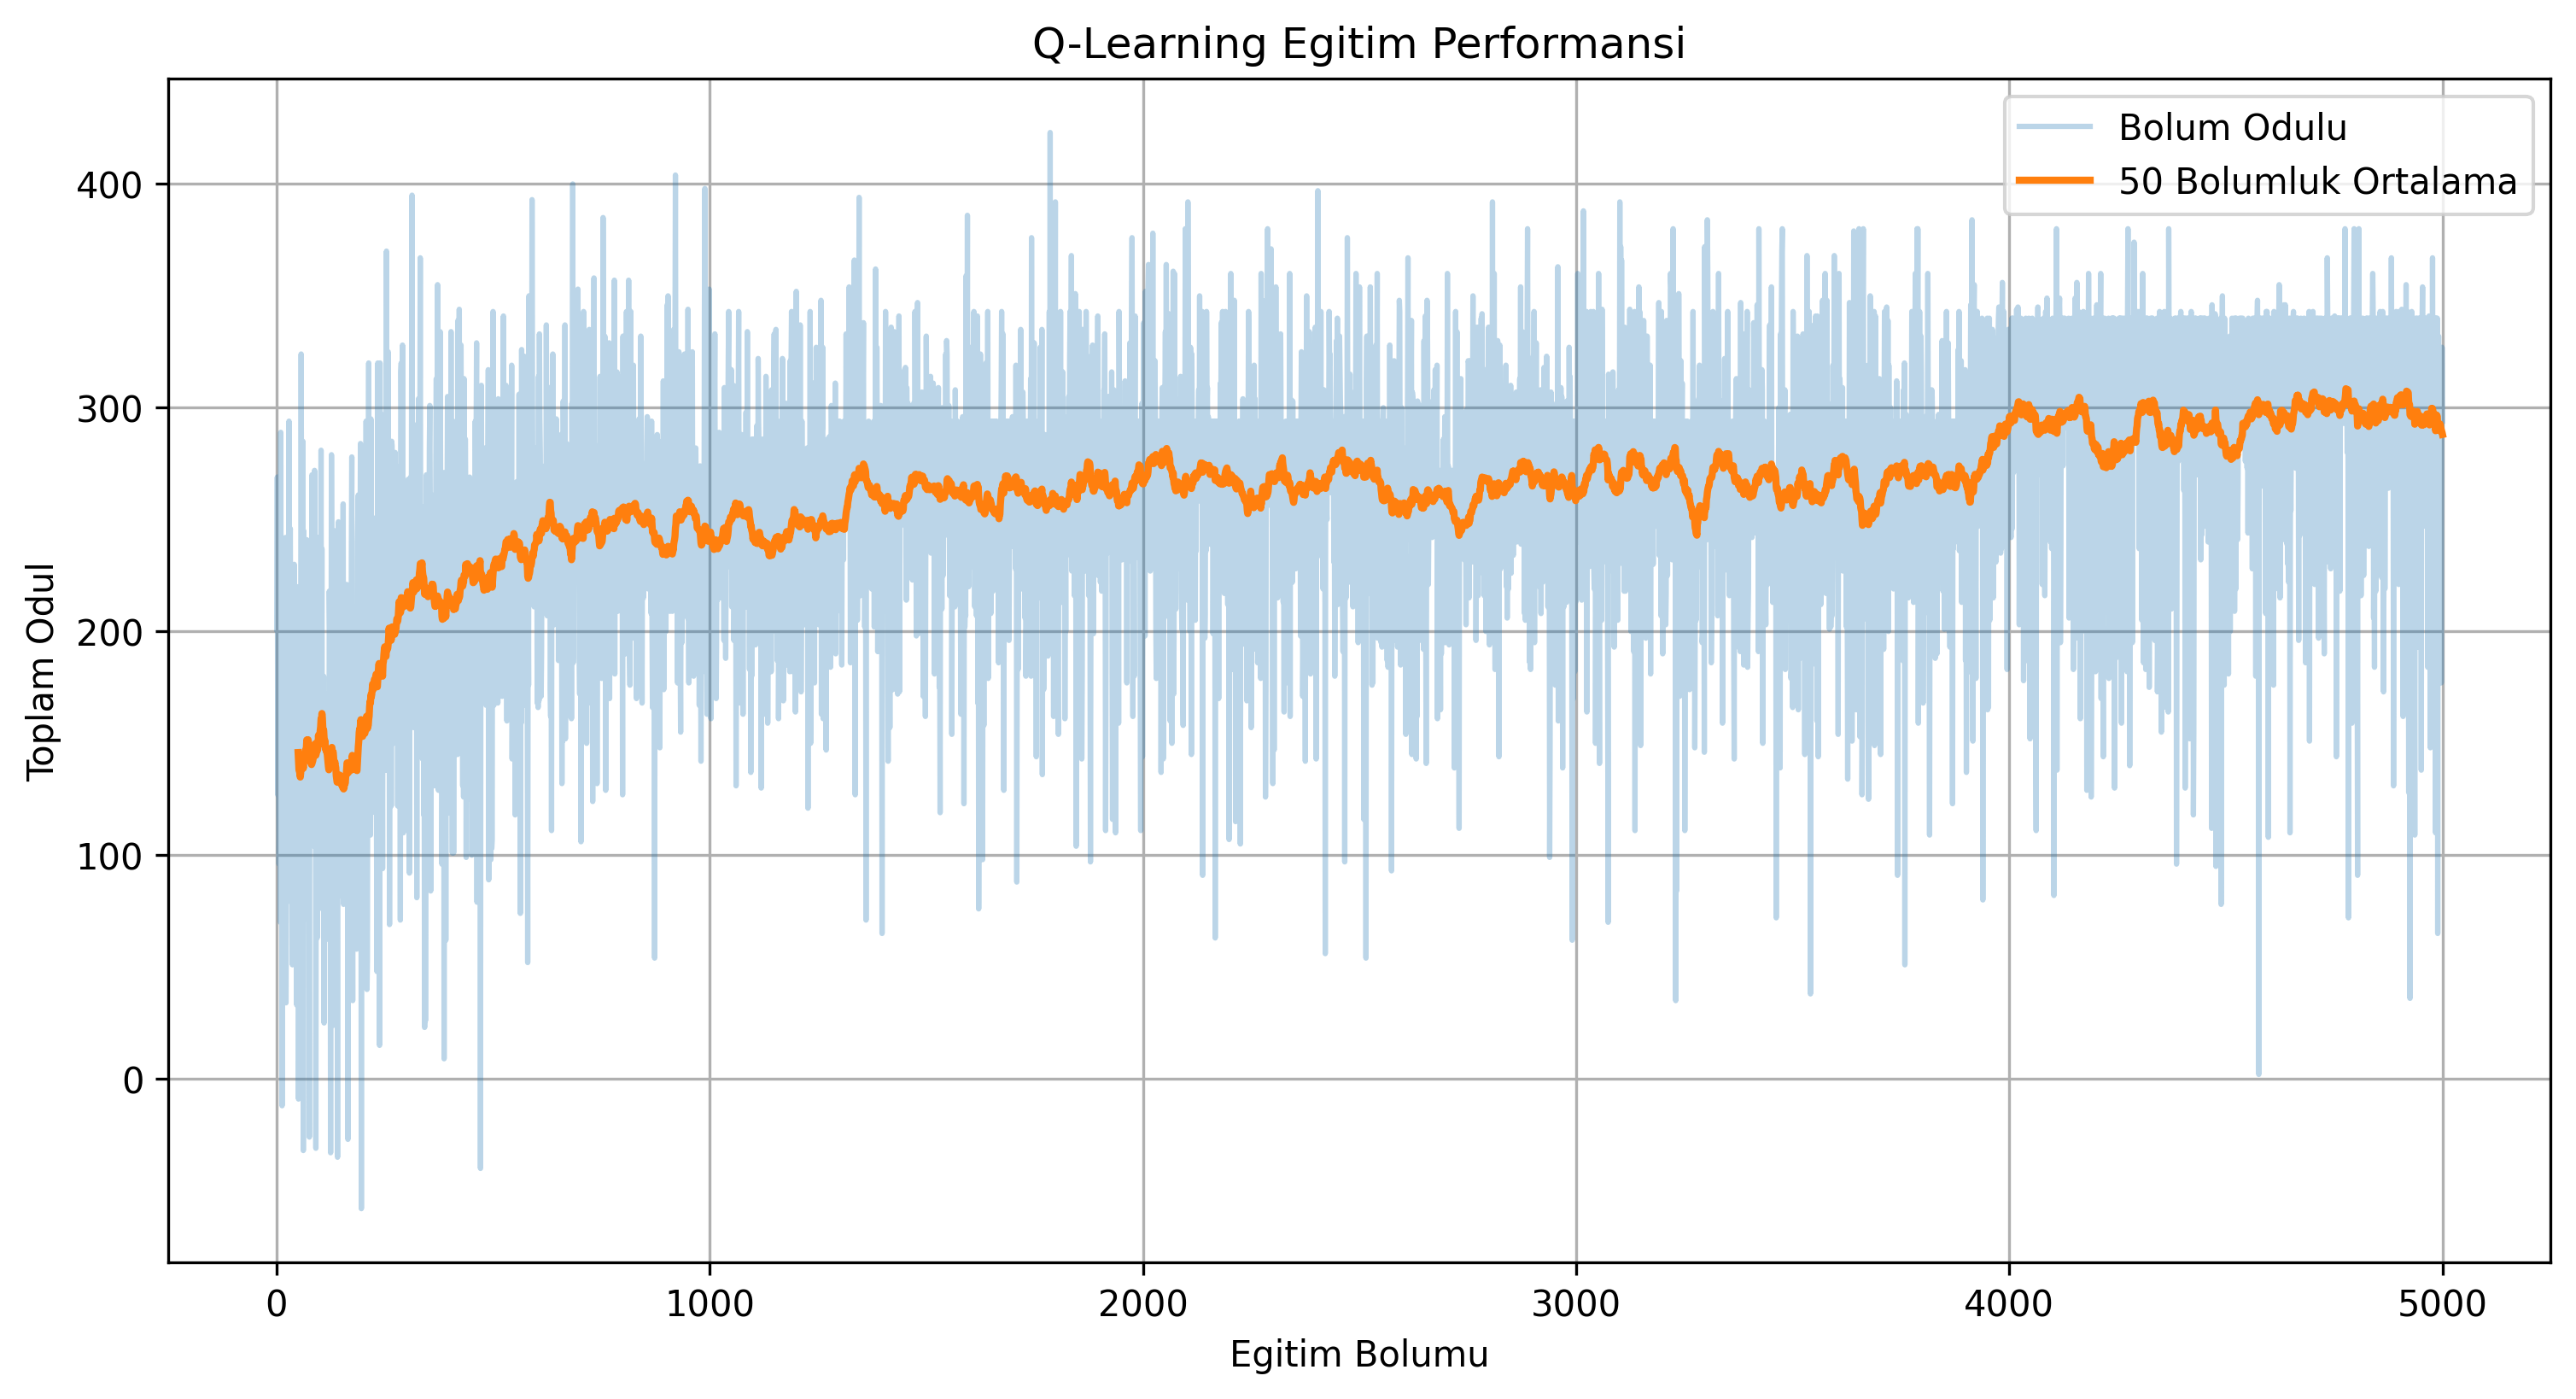 Q-Learning Egitim Performansi
Bolum Odulu
50 Bolumluk Ortalama
Toplam Odul
400
300
200
100
0
0 1000 2000 3000 4000 5000
Egitim Bolumu